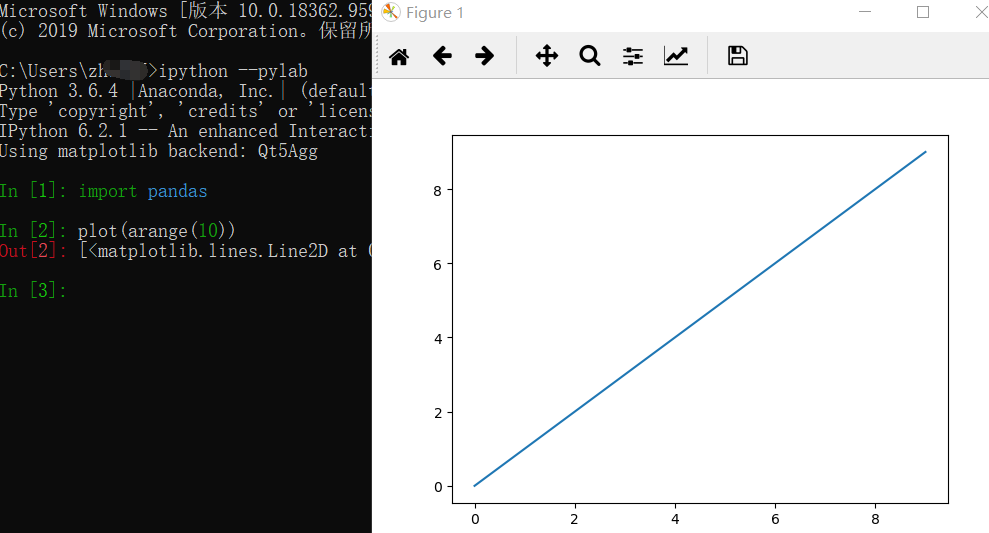 Microsoft Windows [版本 10.0.18362.959
(c) 2019 Microsoft Corporation。保留所
C:\Users\zh >ipython --pylab
Python 3.6.4 |Anaconda, Inc.| (default
Type 'copyright', 'credits' or 'licens
IPython 6.2.1 -- An enhanced Interacti
Using matplotlib backend: Qt5Agg
In [1]: import pandas
In [2]: plot(arange(10))
Out[2]: [<matplotlib.lines.Line2D at 0
In [3]:
Figure 1
8
6
4
2
0
0 2 4 6 8